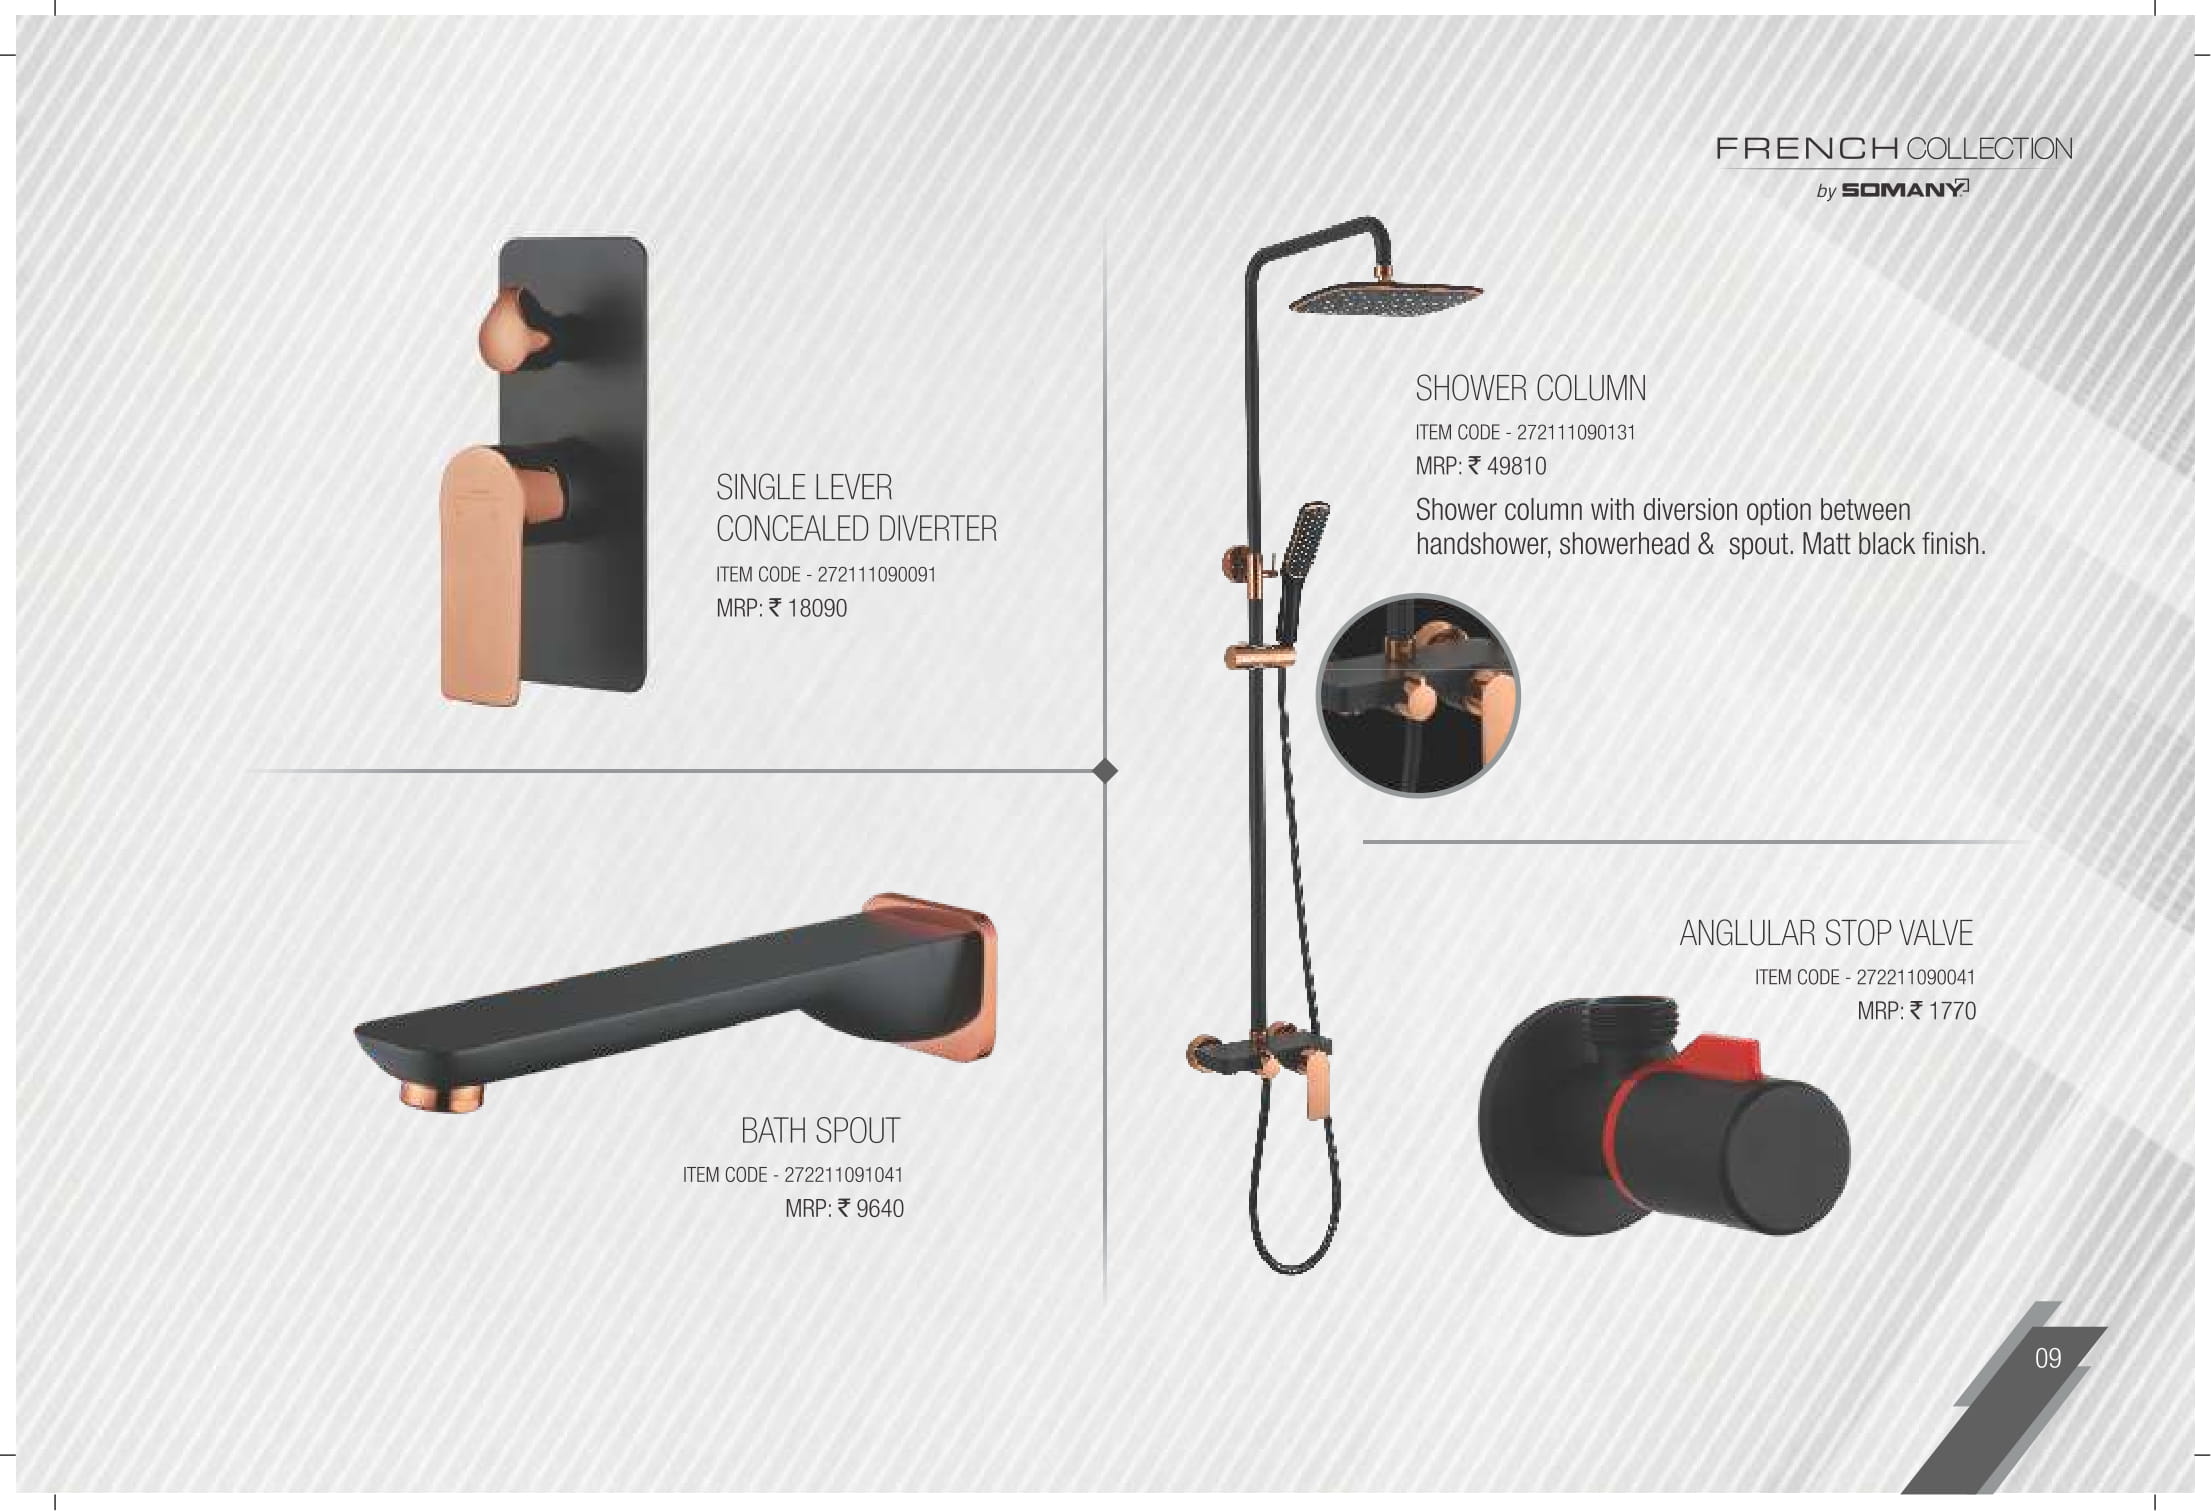 FRENCH COLLECTION
by SOMANY
SINGLE LEVER
CONCEALED DIVERTER
ITEM CODE - 272111090091
MRP: ₹ 18090
BATH SPOUT
ITEM CODE - 272211091041
MRP: ₹ 9640
SHOWER COLUMN
ITEM CODE - 272111090131
MRP: ₹ 49810
Shower column with diversion option between
handshower, showerhead & spout. Matt black finish.
ANGLULAR STOP VALVE
ITEM CODE - 272211090041
MRP: ₹ 1770
09